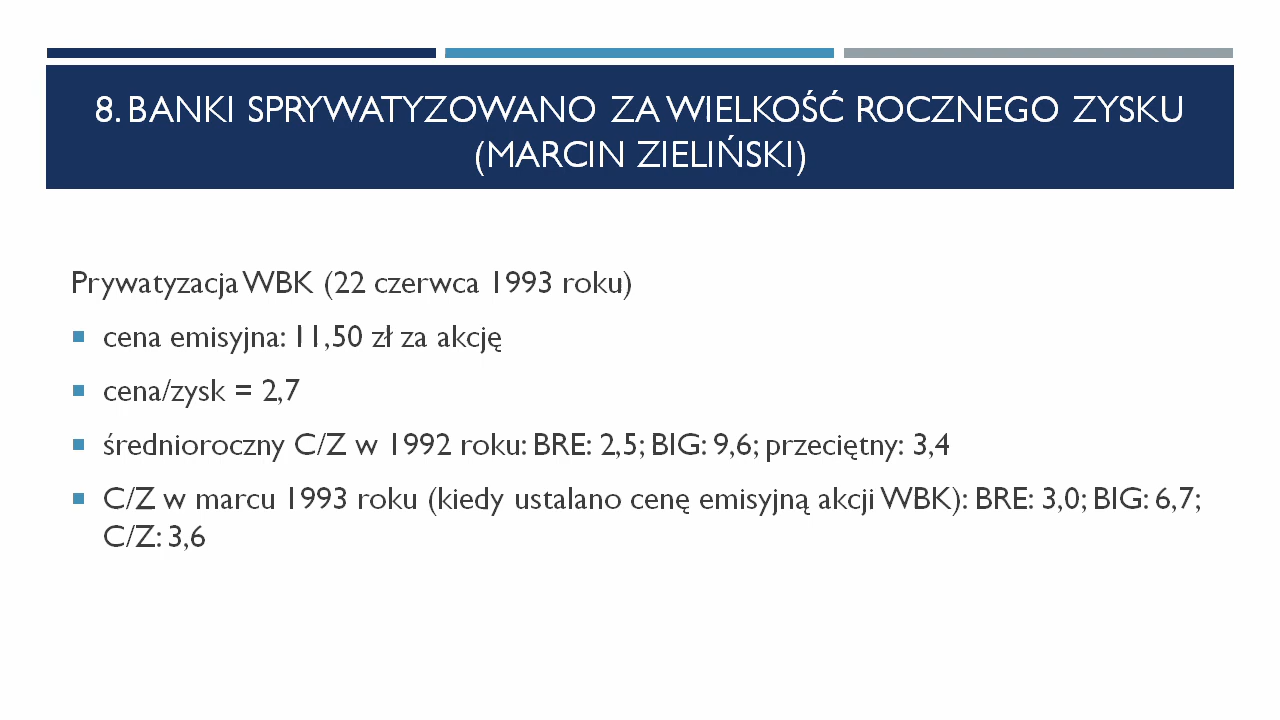 8. BANKI SPRYWATYZOWANO ZA WIELKOŚĆ ROCZNEGO ZYSKU
(MARCIN ZIELIŃSKI)
Prywatyzacja WBK (22 czerwca 1993 roku)
cena emisyjna: 11,50 zł za akcję
cena/zysk = 2,7
średnioroczny C/Z w 1992 roku: BRE: 2,5; BIG: 9,6; przeciętny: 3,4
C/Z w marcu 1993 roku (kiedy ustalano cenę emisyjną akcji WBK): BRE: 3,0; BIG: 6,7;
C/Z: 3,6